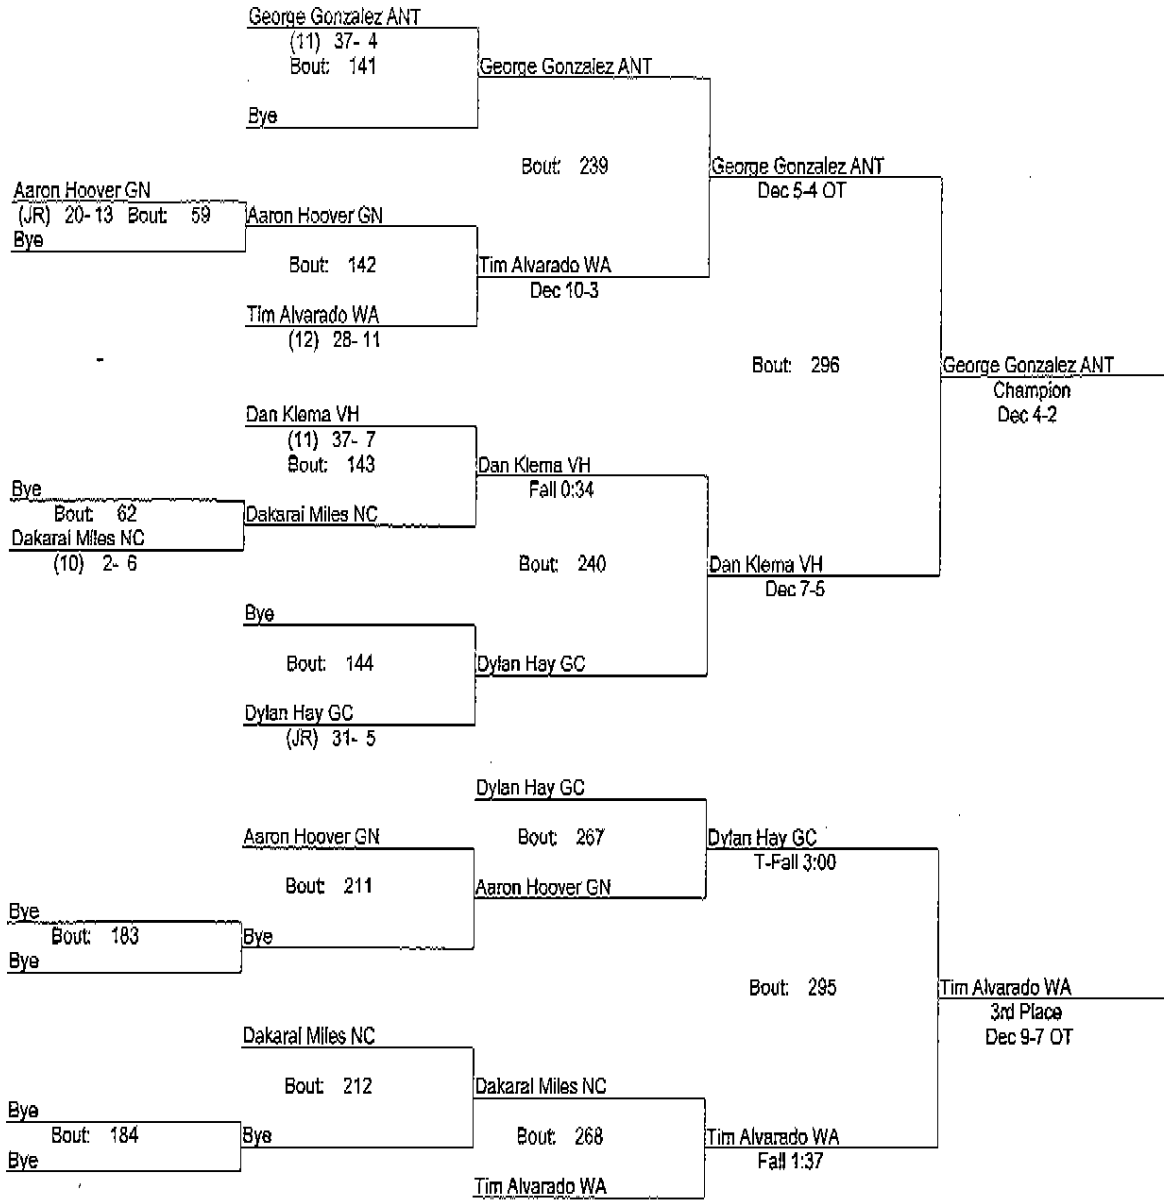 George Gonzalez ANT
(11) 37- 4
Bout: 141
George Gonzalez ANT
Bye
Bout: 239
George Gonzalez ANT
Dec 5-4 OT
Aaron Hoover GN
(JR) 20- 13 Bout: 59
Bye
Aaron Hoover GN
Bout: 142
Tim Alvarado WA
Dec 10-3
Tim Alvarado WA
(12) 28- 11
Bout: 296
George Gonzalez ANT
Champion
Dec 4-2
Dan Klema VH
(11) 37- 7
Bout: 143
Dan Klema VH
Fall 0:34
Bye
Bout: 62
Dakarai Miles NC
Dakarai Miles NC
(10) 2- 6
Bout: 240
Dan Klema VH
Dec 7-5
Bye
Bout: 144
Dylan Hay GC
Dylan Hay GC
(JR) 31- 5
Dylan Hay GC
Bout: 267
Dylan Hay GC
T-Fall 3:00
Aaron Hoover GN
Bout: 211
Aaron Hoover GN
Bye
Bout: 183
Bye
Bye
Bout: 295
Tim Alvarado WA
3rd Place
Dec 9-7 OT
Dakarai Miles NC
Bout: 212
Dakarai Miles NC
Bye
Bout: 184
Bye
Bye
Bout: 268
Tim Alvarado WA
Fall 1:37
Tim Alvarado WA